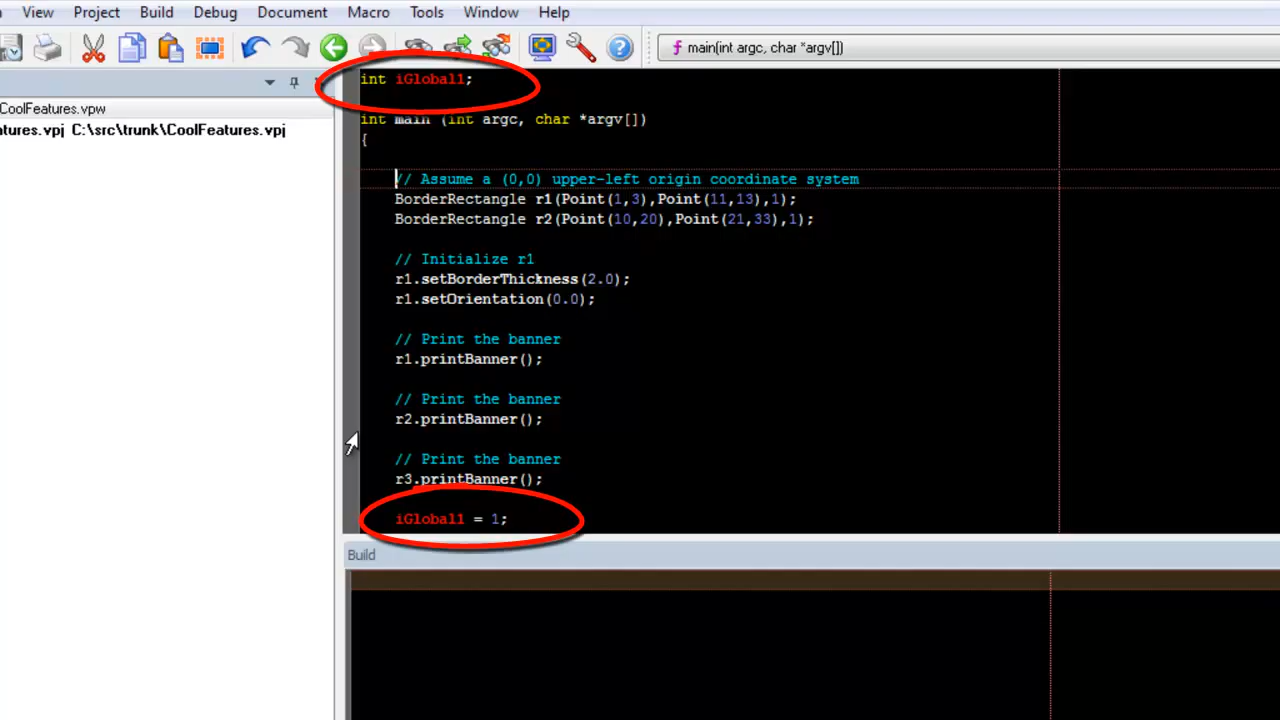 View Project Build Debug Document Macro Tools Window Help
main(int argc, char *argv[])
CoolFeatures.vpw
atures.vpj C:\src\trunk\CoolFeatures.vpj
int iGlobal1;
int main (int argc, char *argv[])
{
// Assume a (0,0) upper-left origin coordinate system
BorderRectangle r1(Point(1,3),Point(11,13),1);
BorderRectangle r2(Point(10,20),Point(21,33),1);
// Initialize r1
r1.setBorderThickness(2.0);
r1.setOrientation(0.0);
// Print the banner
r1.printBanner();
// Print the banner
r2.printBanner();
// Print the banner
r3.printBanner();
iGlobal1 = 1;
Build